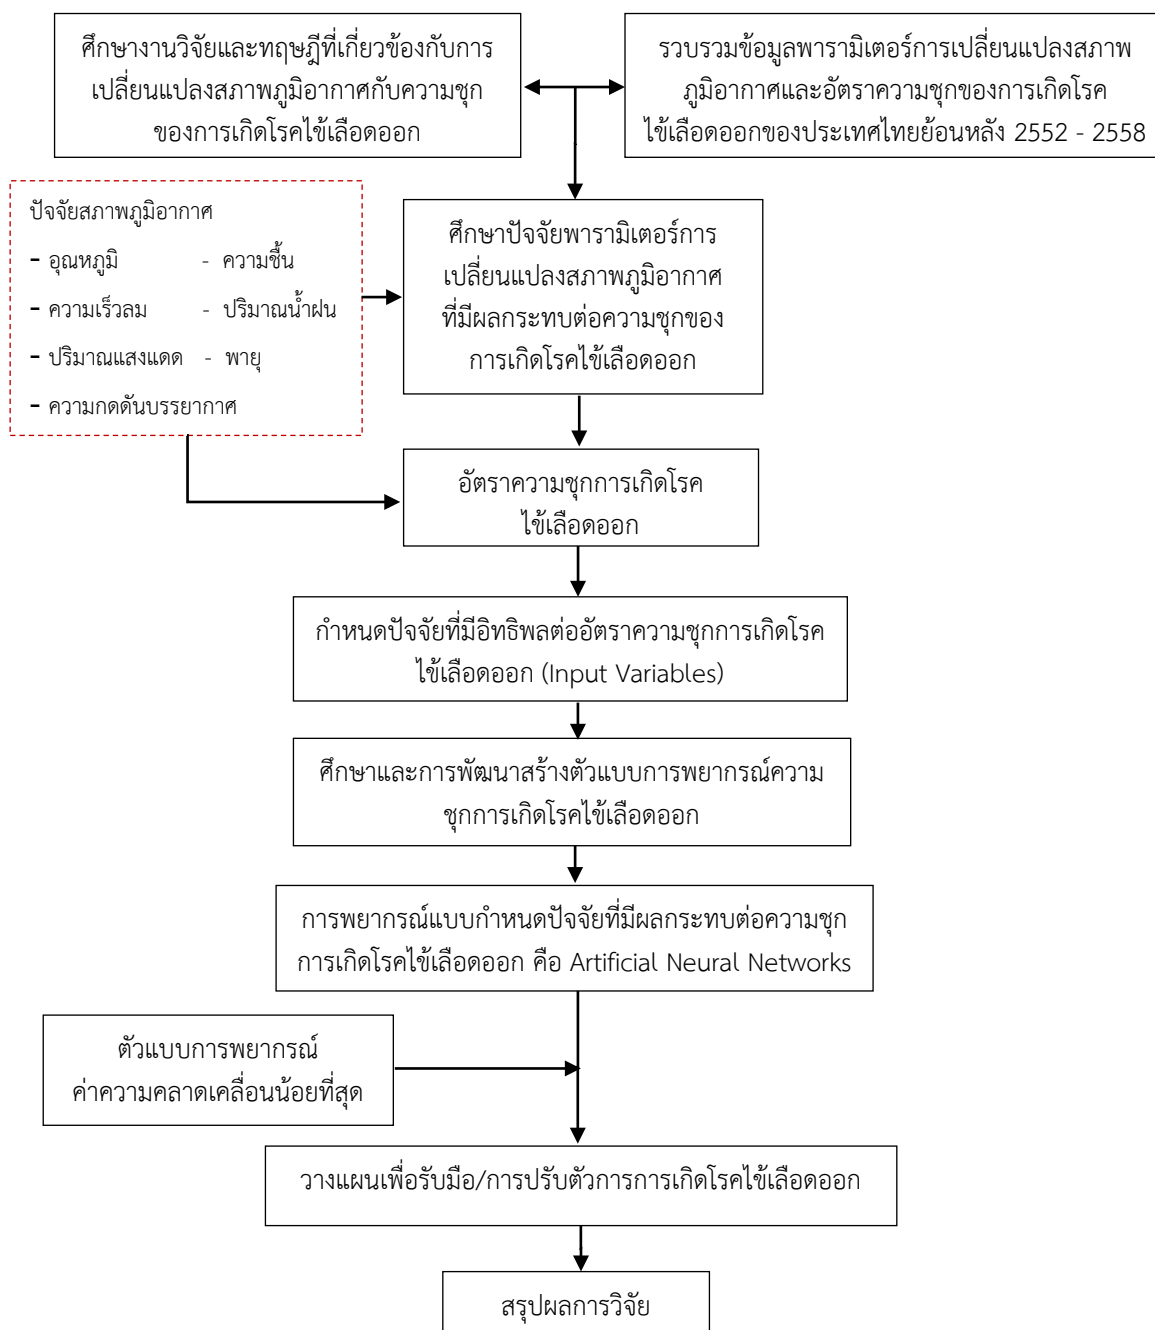 ศึกษางานวิจัยและทฤษฎีที่เกี่ยวข้องกับการ
เปลี่ยนแปลงสภาพภูมิอากาศกับความชุก
ของการเกิดโรคไข้เลือดออก
รวบรวมข้อมูลพารามิเตอร์การเปลี่ยนแปลงสภาพ
ภูมิอากาศและอัตราความชุกของการเกิดโรค
ไข้เลือดออกของประเทศไทยย้อนหลัง 2552 - 2558
ปัจจัยสภาพภูมิอากาศ
- อุณหภูมิ - ความชื้น
- ความเร็วลม - ปริมาณน้ำฝน
- ปริมาณแสงแดด - พายุ
- ความกดดันบรรยากาศ
ศึกษาปัจจัยพารามิเตอร์การ
เปลี่ยนแปลงสภาพภูมิอากาศ
ที่มีผลกระทบต่อความชุกของ
การเกิดโรคไข้เลือดออก
อัตราความชุกการเกิดโรค
ไข้เลือดออก
กำหนดปัจจัยที่มีอิทธิพลต่ออัตราความชุกการเกิดโรค
ไข้เลือดออก (Input Variables)
ศึกษาและการพัฒนาสร้างตัวแบบการพยากรณ์ความ
ชุกการเกิดโรคไข้เลือดออก
การพยากรณ์แบบกำหนดปัจจัยที่มีผลกระทบต่อความชุก
การเกิดโรคไข้เลือดออก คือ Artificial Neural Networks
ตัวแบบการพยากรณ์
ค่าความคลาดเคลื่อนน้อยที่สุด
วางแผนเพื่อรับมือ/การปรับตัวการการเกิดโรคไข้เลือดออก
สรุปผลการวิจัย